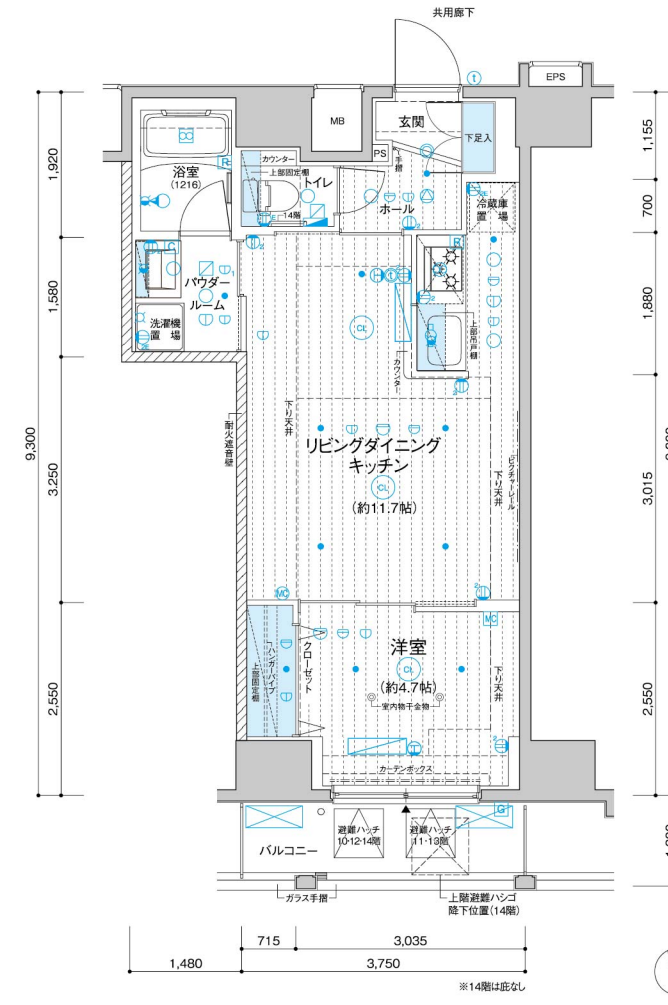 共用廊下
EPS
t
MB
玄関
下足入
PS
手摺
カウンター
上部固定棚
トイレ
浴室
(1216)
R
14階
E
ホール
冷蔵庫
置場
パウダー
ルーム
洗濯機
置場
C
R
CL
上部吊戸棚
カウンター
耐火遮音壁
下り天井
リビングダイニング
キッチン
CL
(約11.7帖)
下り天井
ピクチャーレール
MC
MC
洋室
CL
(約4.7帖)
室内物干金物
クローゼット
ハンガーパイプ
上部固定棚
下り天井
カーテンボックス
G
バルコニー
避難ハッチ
10・12・14階
避難ハッチ
11・13階
ガラス手摺
上階避難ハシゴ
降下位置(14階)
9,300
1,920
1,580
3,250
2,550
1,155
700
1,880
3,015
2,550
715
3,035
1,480
3,750
※14階は庇なし